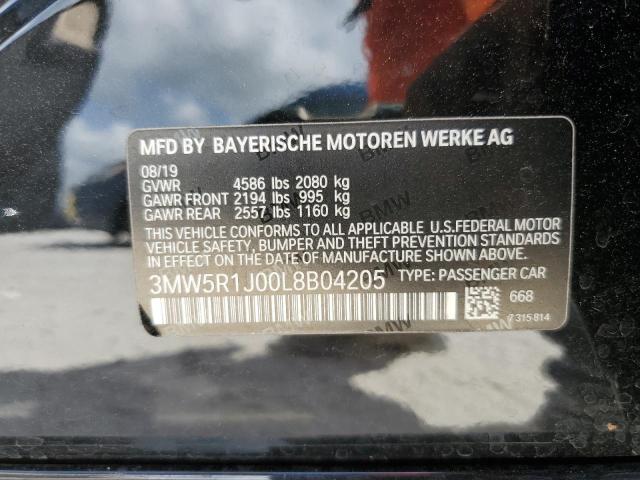 MFD BY BAYERISCHE MOTOREN WERKE AG
08/19
GVWR 4586 lbs 2080 kg
GAWR FRONT 2194 lbs 995 kg
GAWR REAR 2557 lbs 1160 kg
THIS VEHICLE CONFORMS TO ALL APPLICABLE U.S.FEDERAL MOTOR
VEHICLE SAFETY, BUMPER AND THEFT PREVENTION STANDARDS
IN EFFECT ON THE DATE OF MANUFACTURE SHOWN ABOVE.
3MW5R1J00L8B04205 TYPE: PASSENGER CAR
668
7 315 814